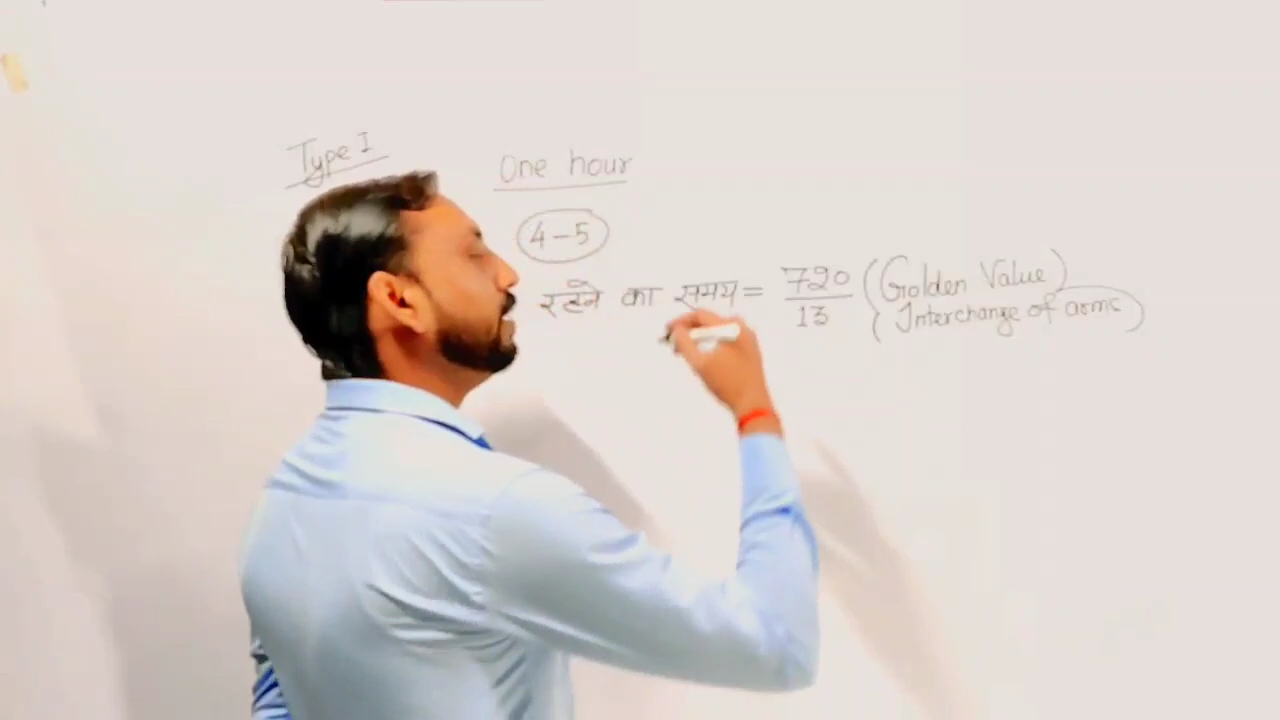 Type I
One hour
4-5
रहने का समय = 720/13 (Golden Value)
(Interchange of arms)